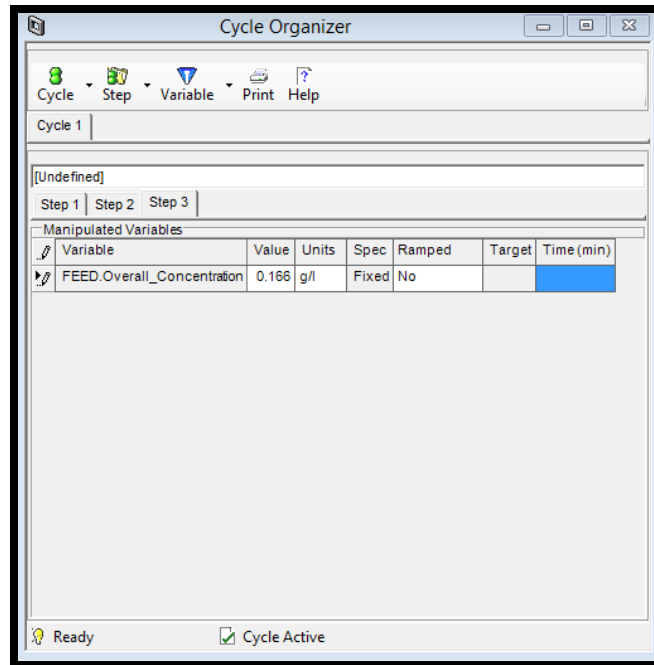 Cycle Organizer
Cycle Step Variable Print Help
Cycle 1
[Undefined]
Step 1 Step 2 Step 3
Manipulated Variables
Variable Value Units Spec Ramped Target Time (min)
FEED.Overall_Concentration 0.166 g/l Fixed No
Ready Cycle Active